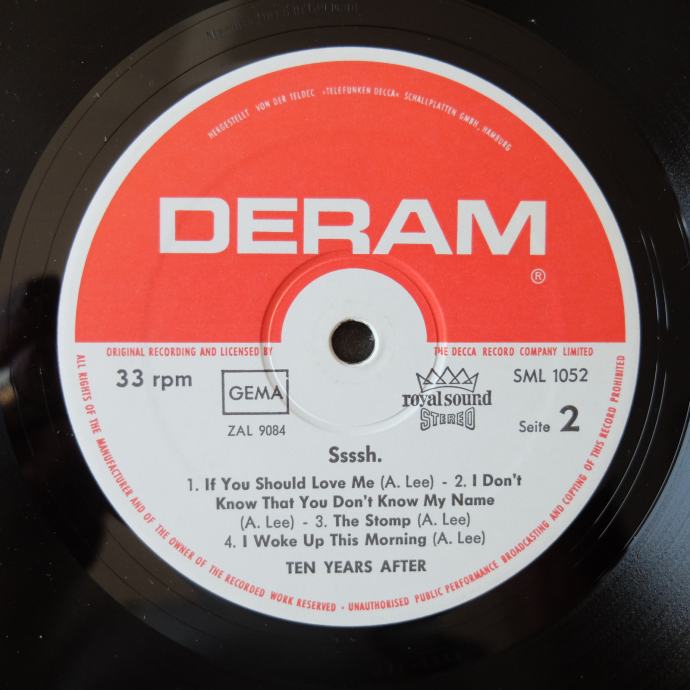 HERGESTELLT VON DER TELDEC »TELEFUNKEN DECCA« SCHALLPLATTEN GMBH, HAMBURG
DERAM
®
ORIGINAL RECORDING AND LICENSED BY THE DECCA RECORD COMPANY LIMITED
33 rpm
GEMA
ZAL 9084
royal sound
STEREO
SML 1052
Seite 2
Ssssh.
1. If You Should Love Me (A. Lee) - 2. I Don't
Know That You Don't Know My Name
(A. Lee) - 3. The Stomp (A. Lee)
4. I Woke Up This Morning (A. Lee)
TEN YEARS AFTER
ALL RIGHTS OF THE MANUFACTURER AND OF THE OWNER OF THE RECORDED WORK RESERVED · UNAUTHORISED PUBLIC PERFORMANCE BROADCASTING AND COPYING OF THIS RECORD PROHIBITED